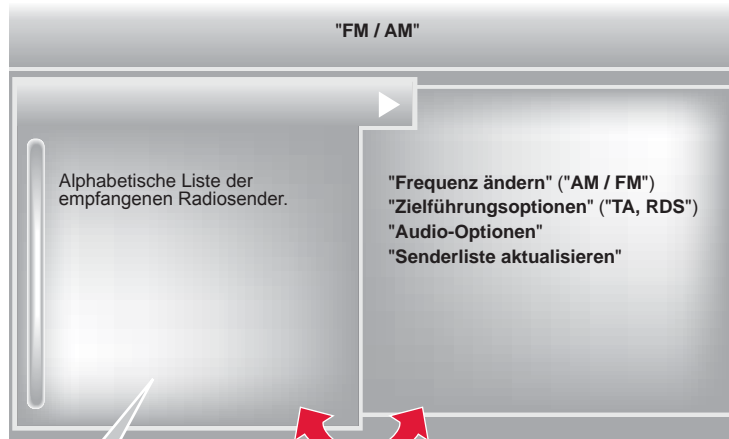 "FM / AM"
Alphabetische Liste der
empfangenen Radiosender.
"Frequenz ändern" ("AM / FM")
"Zielführungsoptionen" ("TA, RDS")
"Audio-Optionen"
"Senderliste aktualisieren"